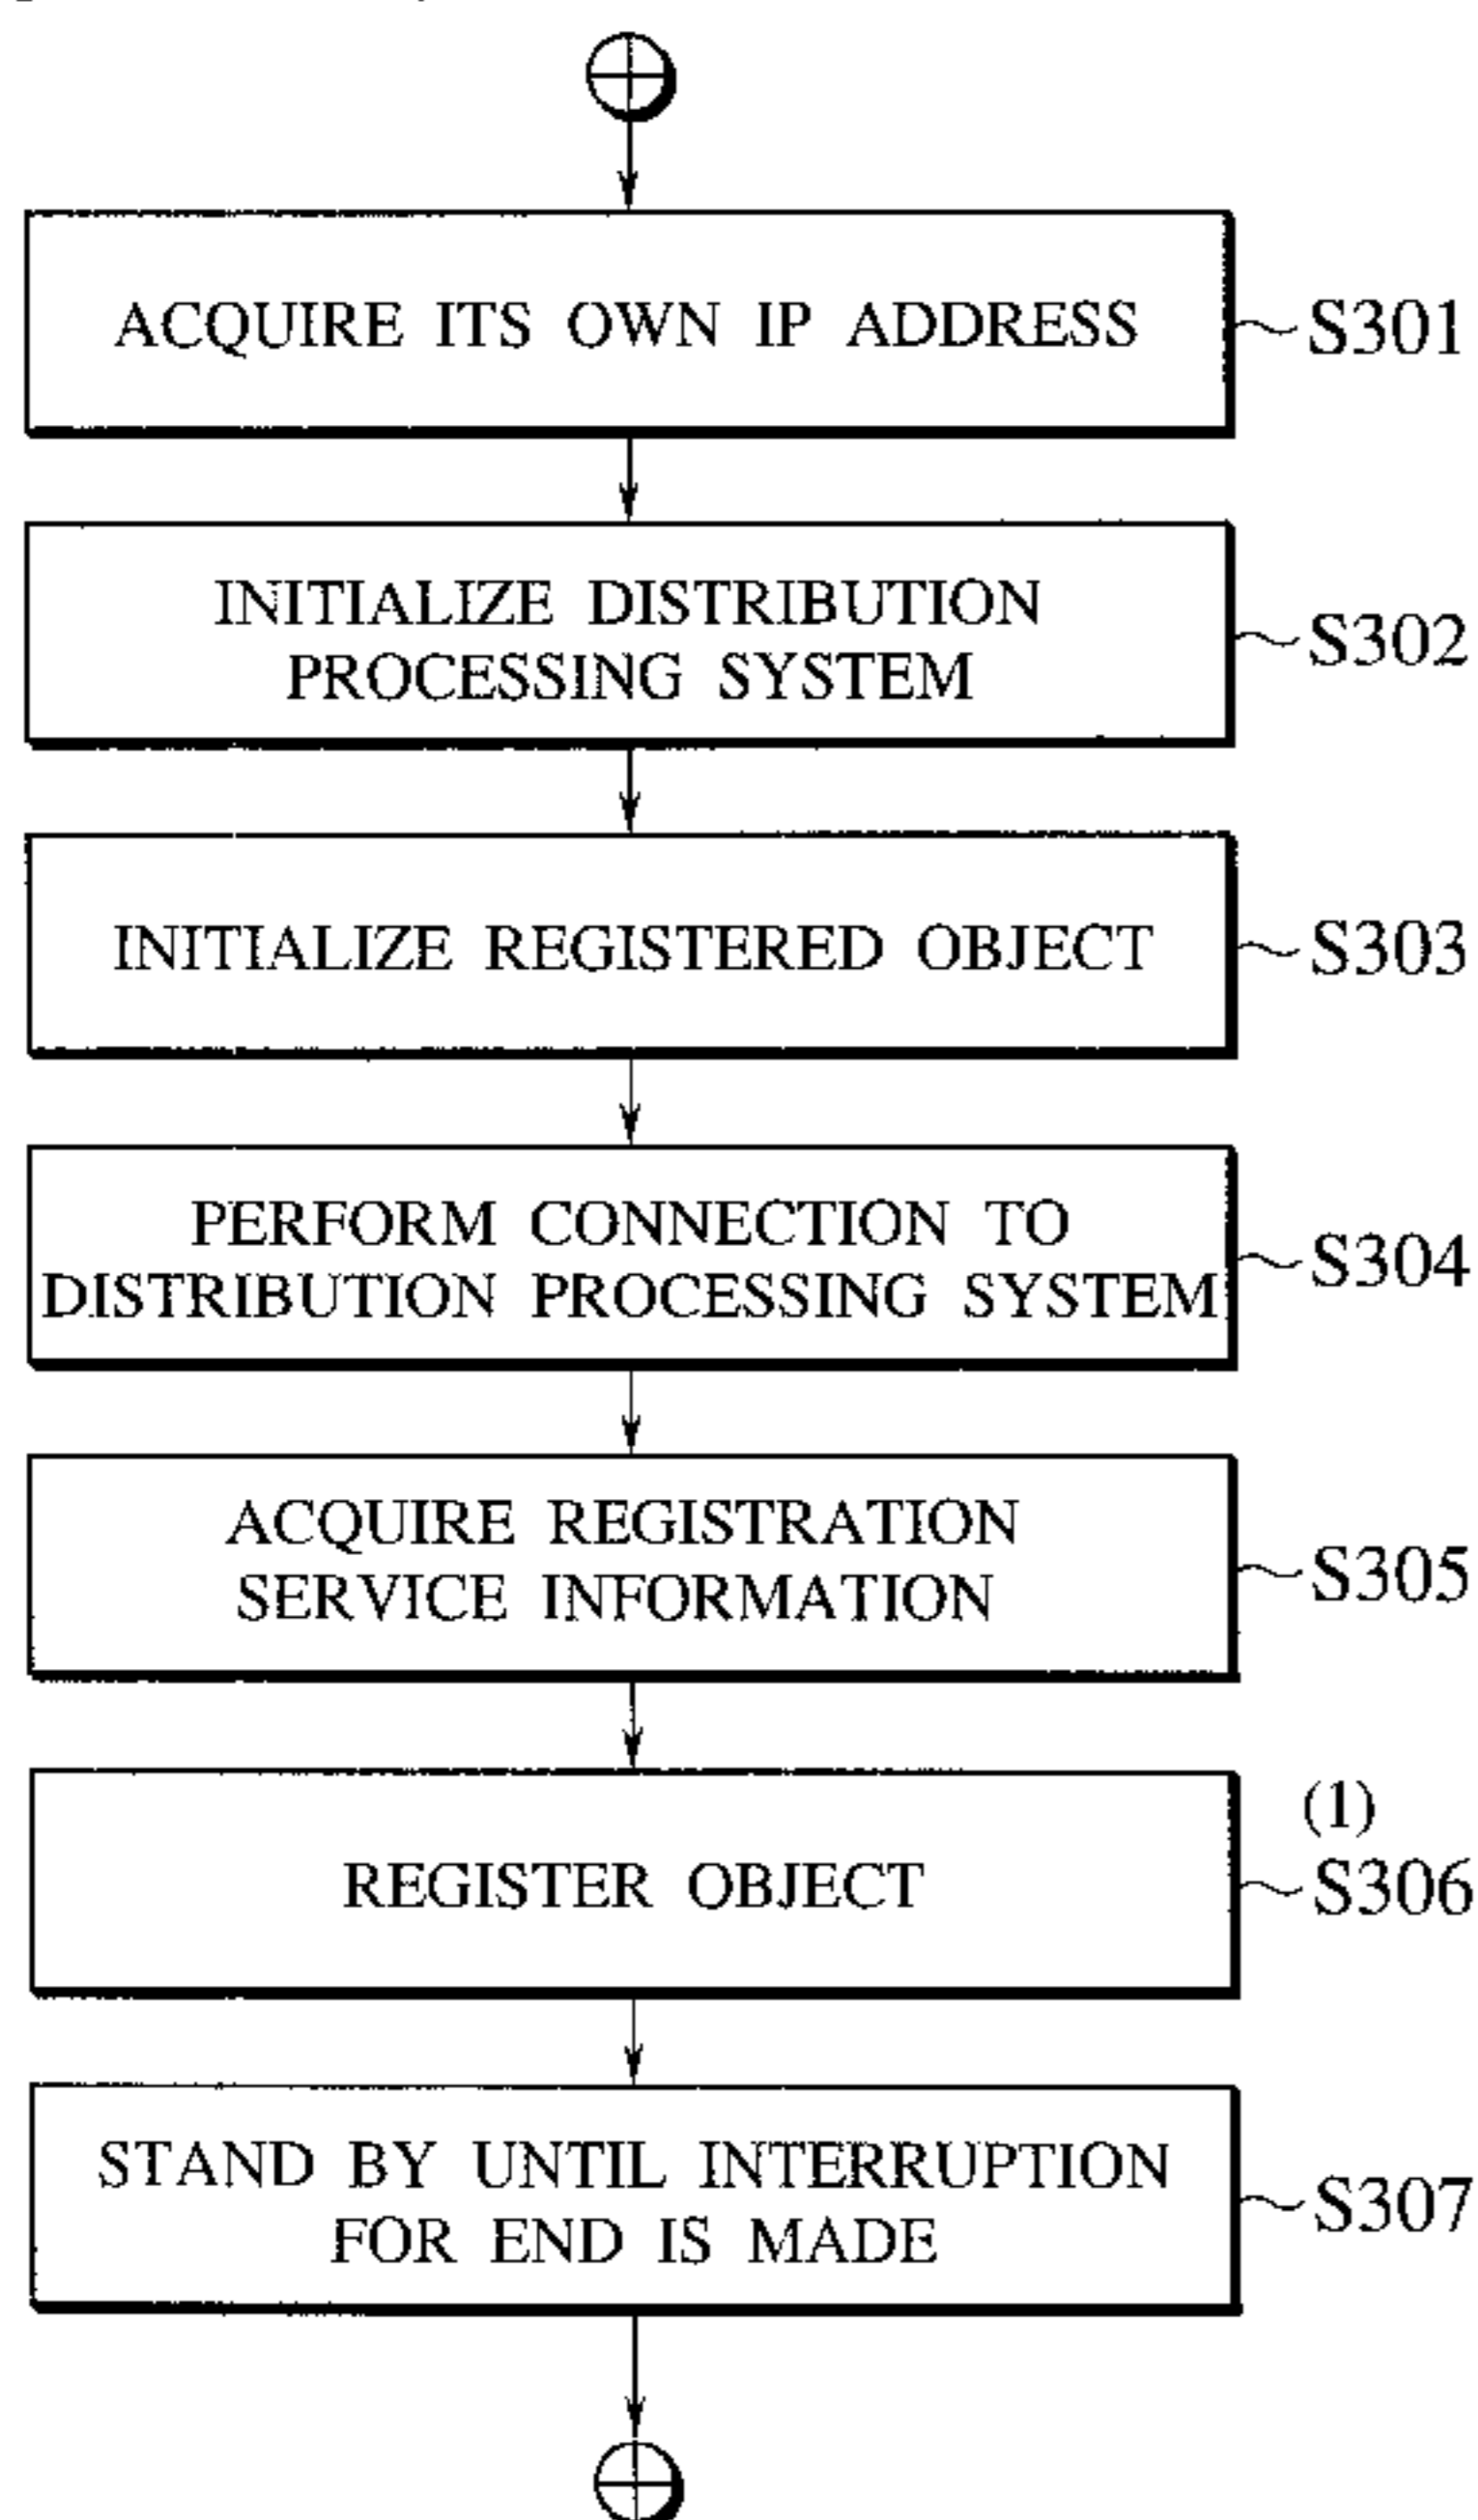 ACQUIRE ITS OWN IP ADDRESS
S301
INITIALIZE DISTRIBUTION
PROCESSING SYSTEM
S302
INITIALIZE REGISTERED OBJECT
S303
PERFORM CONNECTION TO
DISTRIBUTION PROCESSING SYSTEM
S304
ACQUIRE REGISTRATION
SERVICE INFORMATION
S305
(1)
REGISTER OBJECT
S306
STAND BY UNTIL INTERRUPTION
FOR END IS MADE
S307